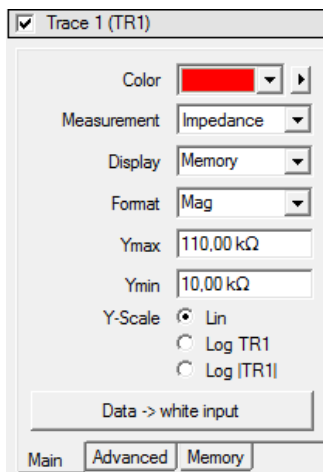 Trace 1 (TR1)
Color
Measurement Impedance
Display Memory
Format Mag
Ymax 110,00 kΩ
Ymin 10,00 kΩ
Y-Scale Lin
Log TR1
Log |TR1|
Data -> white input
Main Advanced Memory